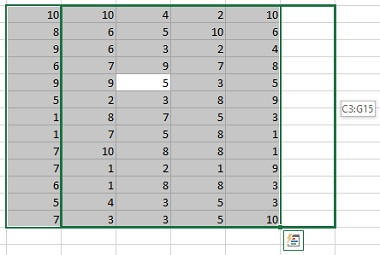 10 10 4 2 10
8 6 5 10 6
9 6 3 2 4
6 7 9 7 8
9 9 5 3 5
5 2 3 8 9
1 8 7 5 3
1 7 5 8 1
7 10 8 8 1
7 1 2 1 9
6 1 8 8 3
5 4 3 5 3
7 3 3 5 10
C3:G15